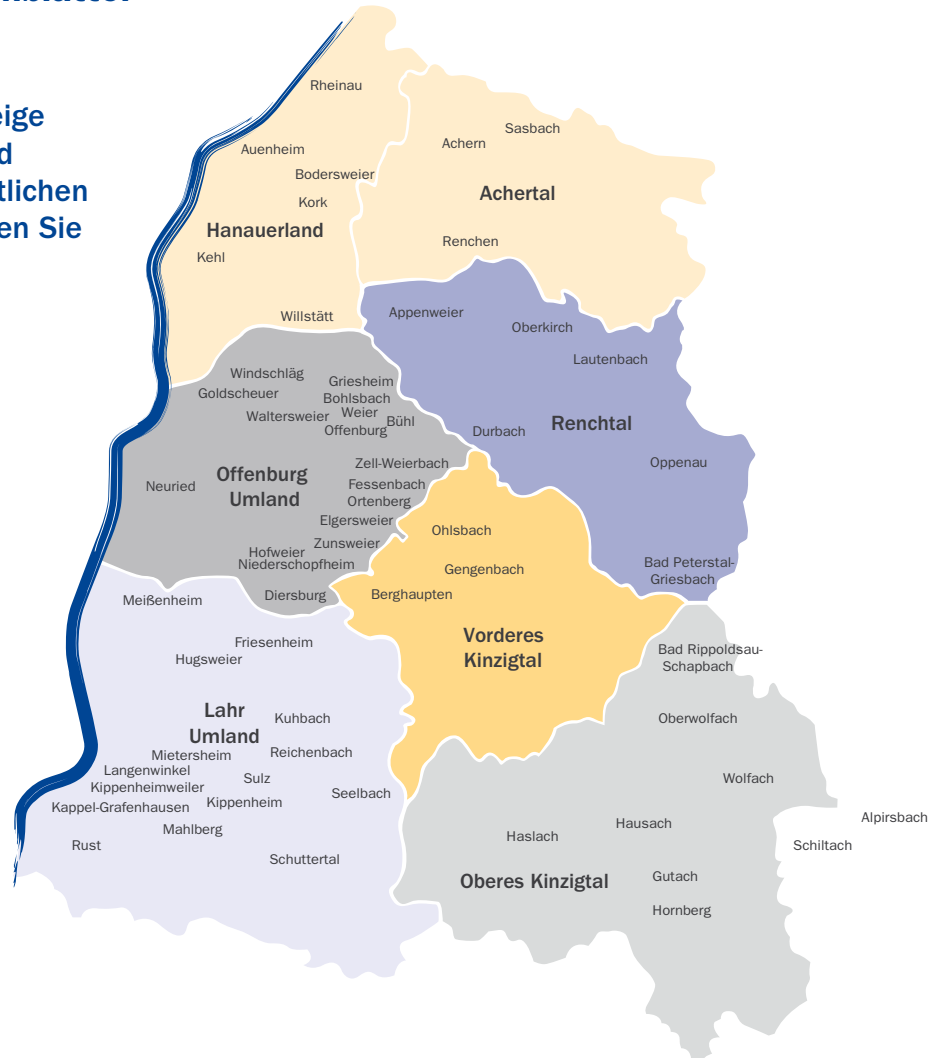 eige
d
tlichen
en Sie
Rheinau
Auenheim
Bodersweier
Kork
Hanauerland
Kehl
Willstätt
Sasbach
Achern
Achertal
Renchen
Appenweier
Oberkirch
Lautenbach
Renchtal
Durbach
Oppenau
Bad Peterstal-
Griesbach
Windschläg
Goldscheuer
Griesheim
Bohlsbach
Waltersweier
Weier
Bühl
Offenburg
Offenburg
Umland
Zell-Weierbach
Neuried
Fessenbach
Ortenberg
Elgersweier
Zunsweier
Hofweier
Niederschopfheim
Diersburg
Ohlsbach
Gengenbach
Berghaupten
Vorderes
Kinzigtal
Meißenheim
Friesenheim
Hugsweier
Lahr
Umland
Kuhbach
Mietersheim
Reichenbach
Langenwinkel
Sulz
Kippenheimweiler
Seelbach
Kappel-Grafenhausen
Kippenheim
Mahlberg
Rust
Schuttertal
Bad Rippoldsau-
Schapbach
Oberwolfach
Wolfach
Hausach
Haslach
Alpirsbach
Schiltach
Oberes Kinzigtal
Gutach
Hornberg